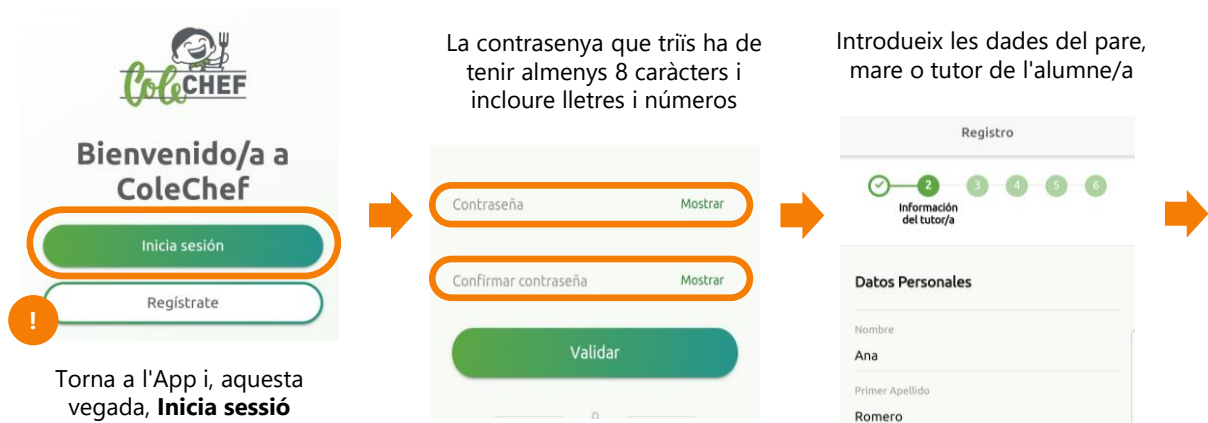 ColeCHEF
Bienvenido/a a
ColeChef
Inicia sesión
Regístrate
!
Torna a l'App i, aquesta
vegada, Inicia sessió
La contrasenya que triïs ha de
tenir almenys 8 caràcters i
incloure lletres i números
Contraseña Mostrar
Confirmar contraseña Mostrar
Validar
Introdueix les dades del pare,
mare o tutor de l'alumne/a
Registro
2 3 4 5 6
Información
del tutor/a
Datos Personales
Nombre
Ana
Primer Apellido
Romero